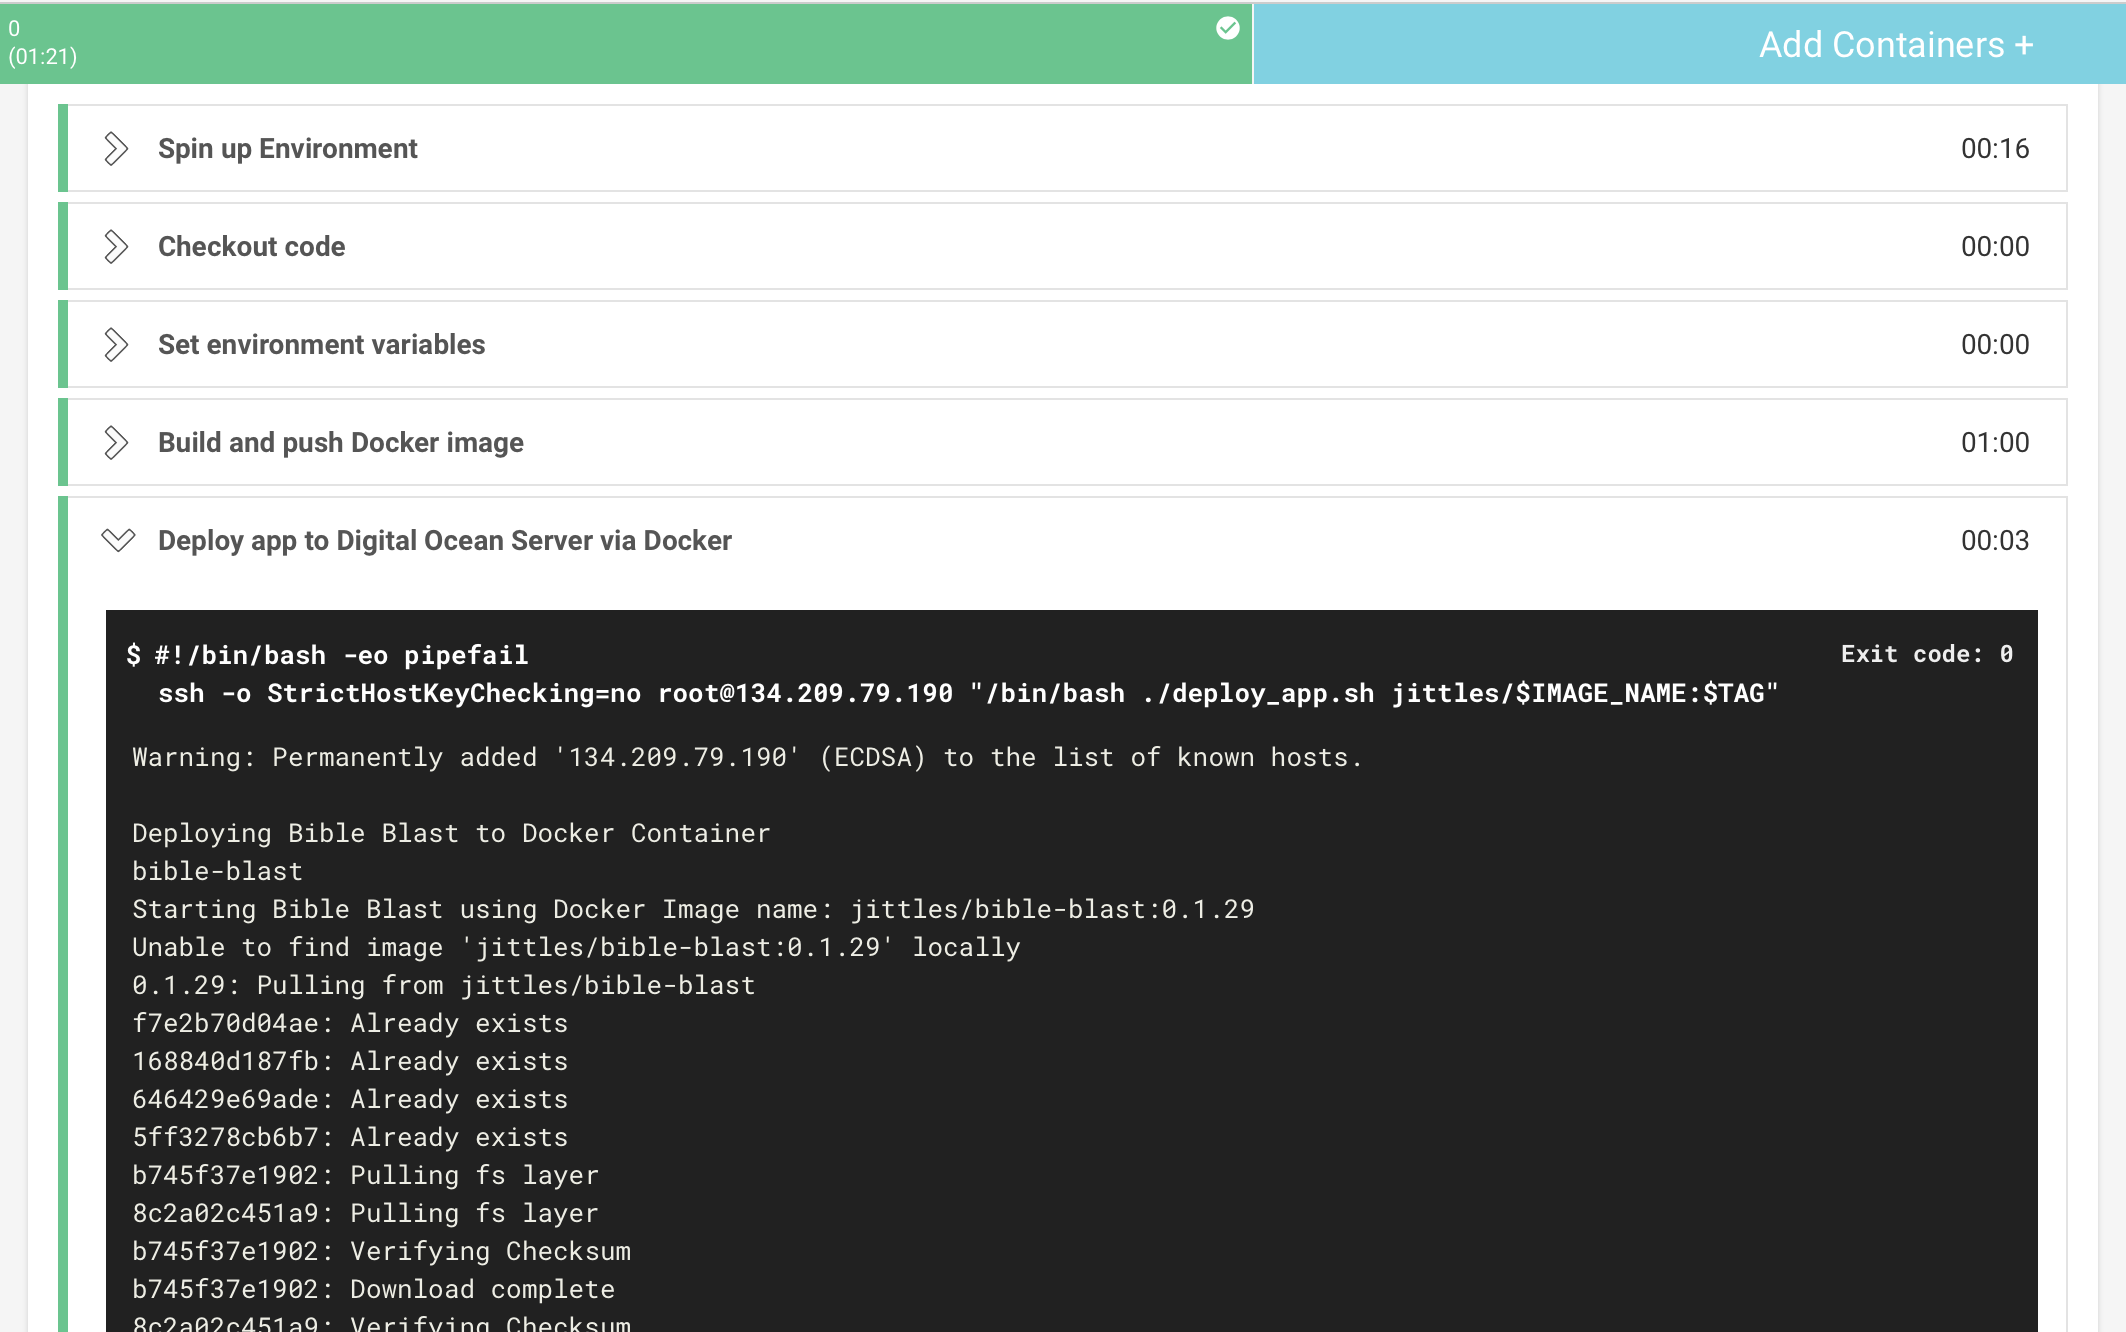 0
(01:21)
Add Containers +
Spin up Environment 00:16
Checkout code 00:00
Set environment variables 00:00
Build and push Docker image 01:00
Deploy app to Digital Ocean Server via Docker 00:03
$ #!/bin/bash -eo pipefail Exit code: 0
ssh -o StrictHostKeyChecking=no root@134.209.79.190 "/bin/bash ./deploy_app.sh jittles/$IMAGE_NAME:$TAG"
Warning: Permanently added '134.209.79.190' (ECDSA) to the list of known hosts.
Deploying Bible Blast to Docker Container
bible-blast
Starting Bible Blast using Docker Image name: jittles/bible-blast:0.1.29
Unable to find image 'jittles/bible-blast:0.1.29' locally
0.1.29: Pulling from jittles/bible-blast
f7e2b70d04ae: Already exists
168840d187fb: Already exists
646429e69ade: Already exists
5ff3278cb6b7: Already exists
b745f37e1902: Pulling fs layer
8c2a02c451a9: Pulling fs layer
b745f37e1902: Verifying Checksum
b745f37e1902: Download complete
8c2a02c451a9: Verifying Checksum